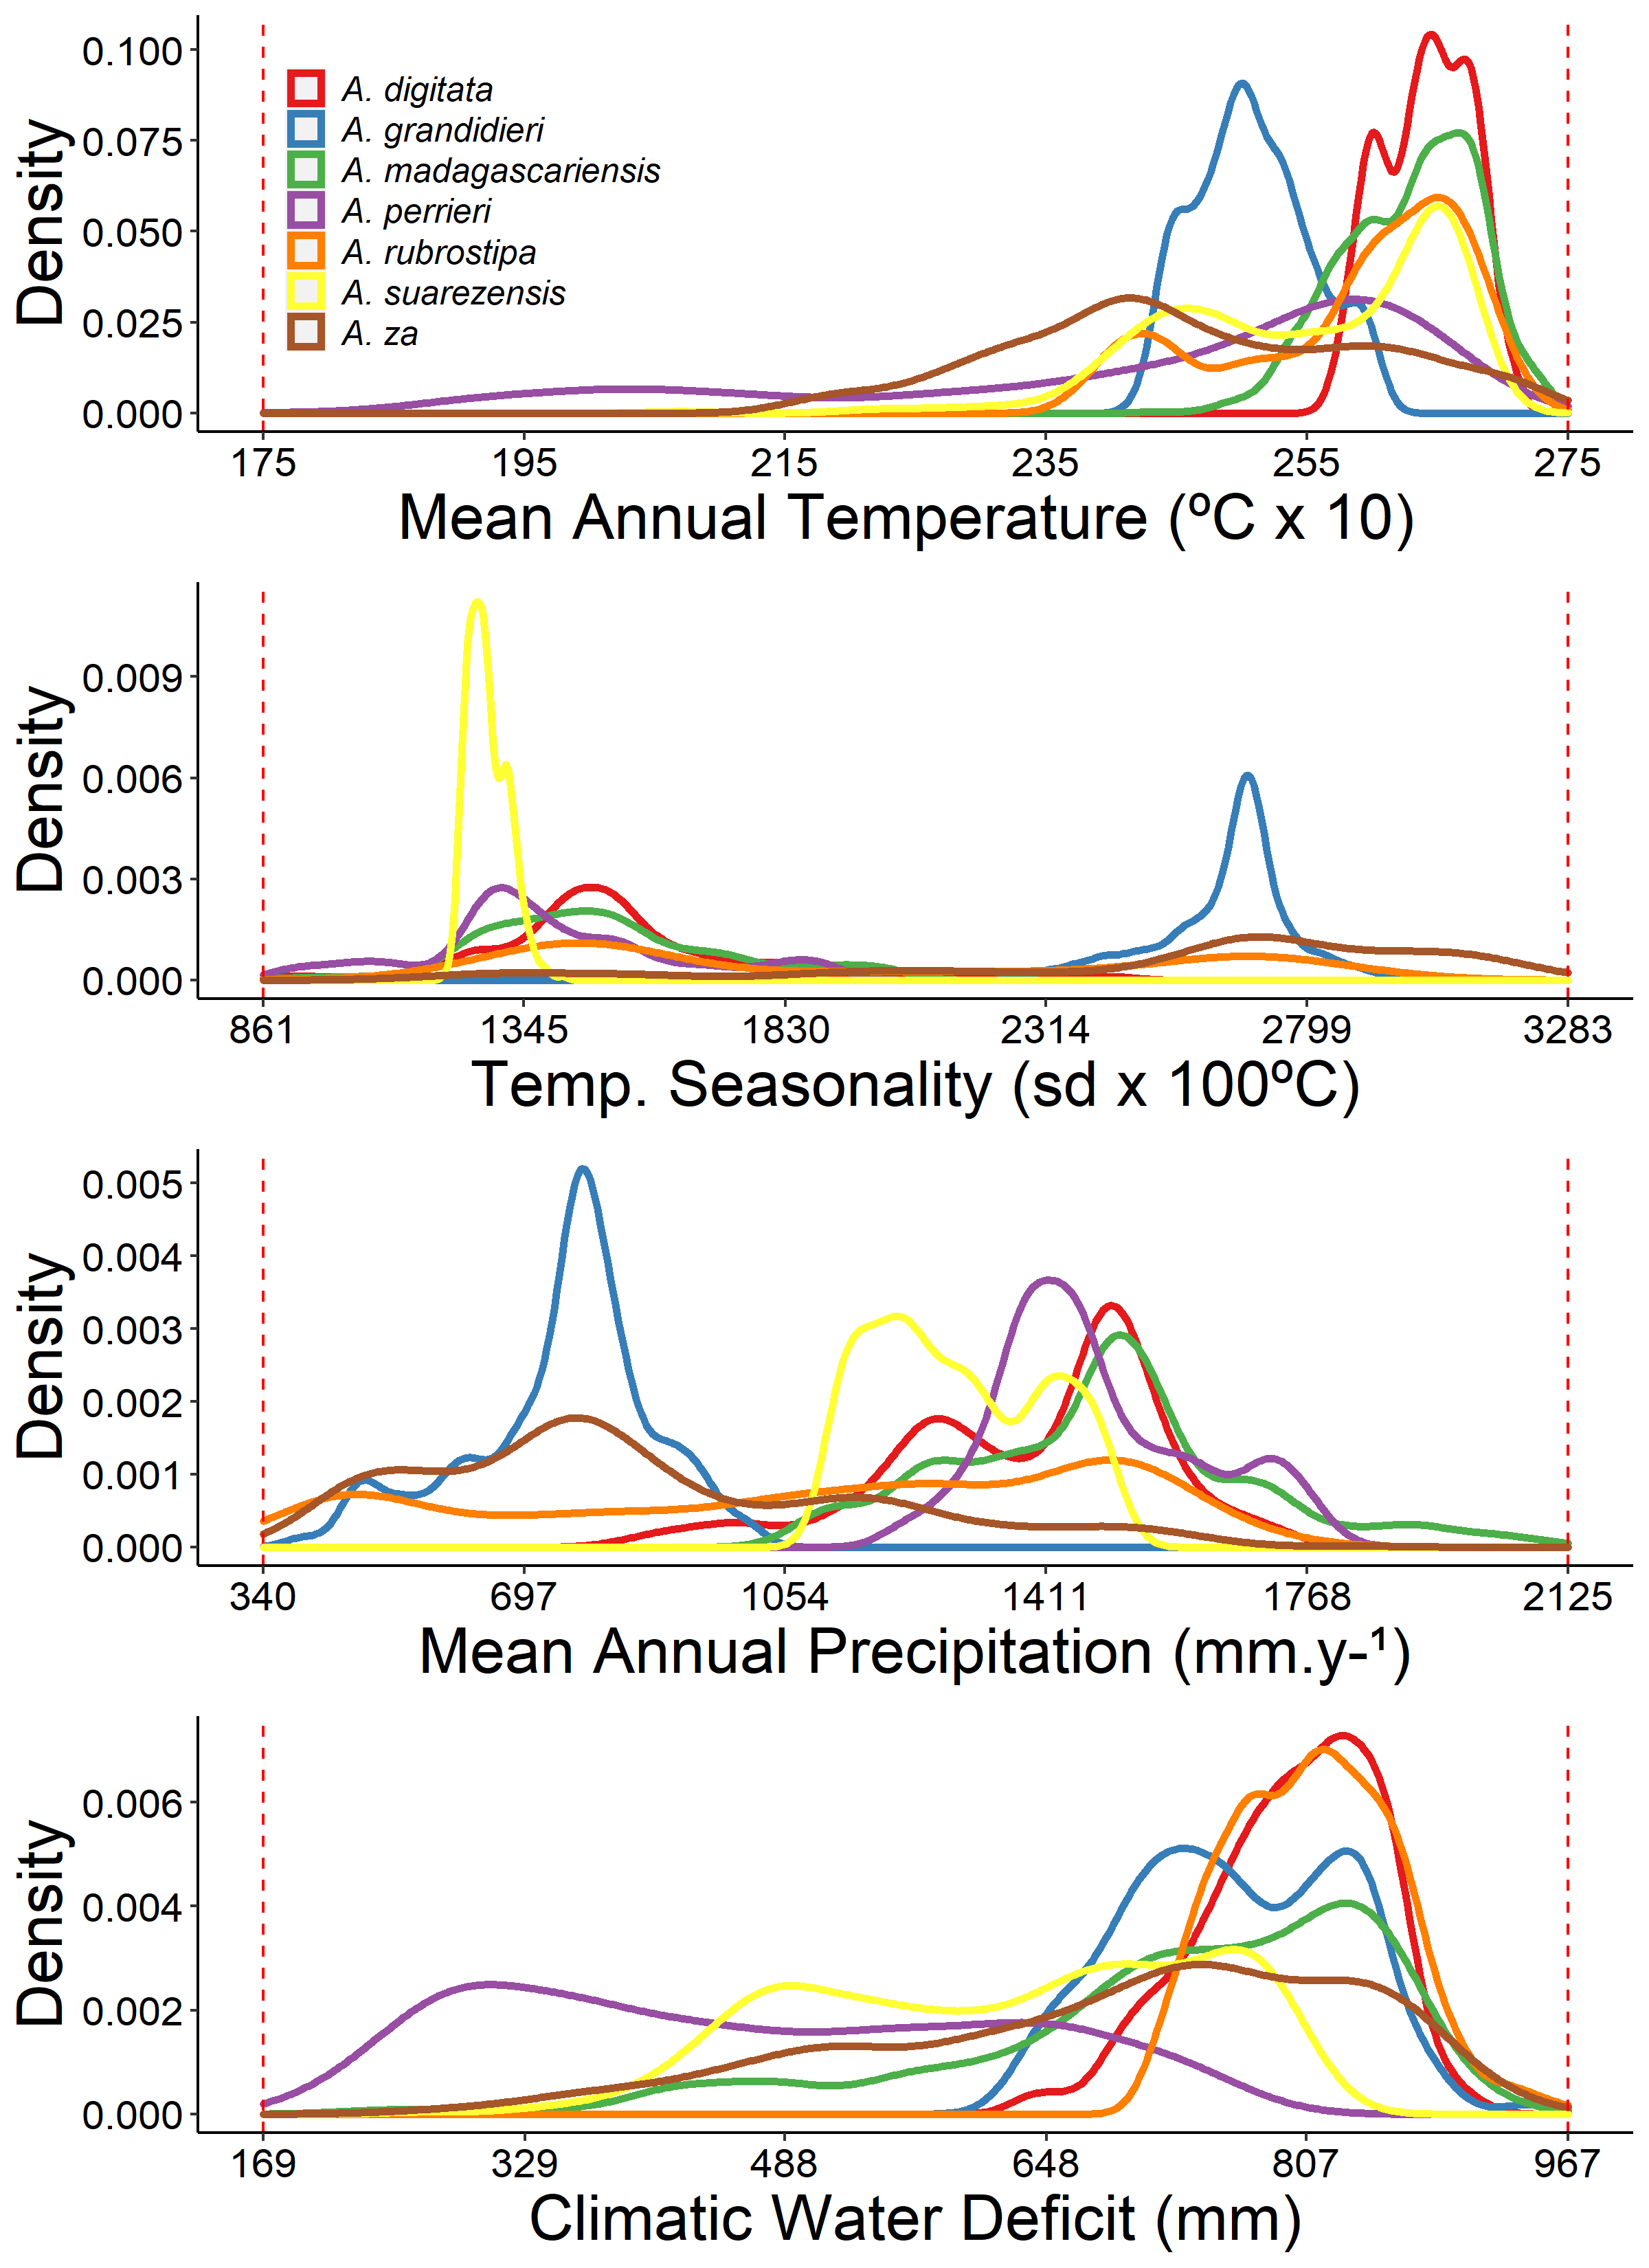 Density
0.100
0.075
0.050
0.025
0.000
A. digitata
A. grandidieri
A. madagascariensis
A. perrieri
A. rubrostipa
A. suarezensis
A. za
175 195 215 235 255 275
Mean Annual Temperature (ºC x 10)
Density
0.009
0.006
0.003
0.000
861 1345 1830 2314 2799 3283
Temp. Seasonality (sd x 100ºC)
Density
0.005
0.004
0.003
0.002
0.001
0.000
340 697 1054 1411 1768 2125
Mean Annual Precipitation (mm.y-¹)
Density
0.006
0.004
0.002
0.000
169 329 488 648 807 967
Climatic Water Deficit (mm)